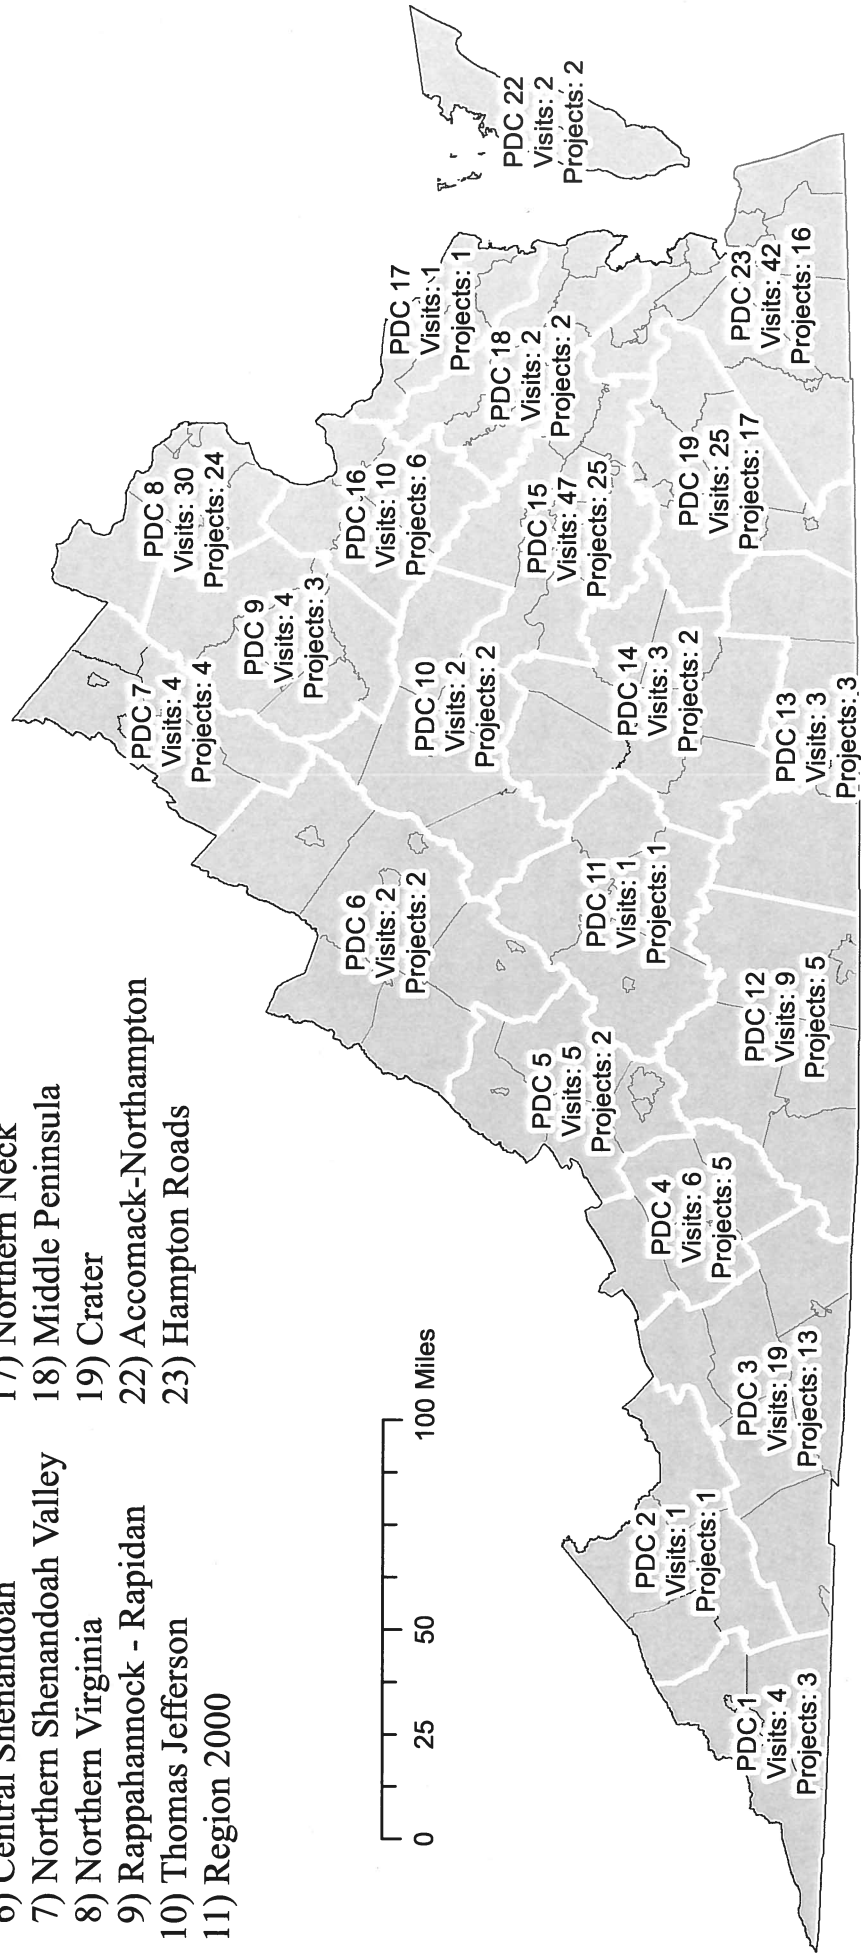 6) Central Shenandoah
7) Northern Shenandoah Valley
8) Northern Virginia
9) Rappahannock - Rapidan
10) Thomas Jefferson
11) Region 2000
17) Northern Neck
18) Middle Peninsula
19) Crater
22) Accomack-Northampton
23) Hampton Roads
0 25 50 100 Miles
PDC 1
Visits: 4
Projects: 3
PDC 2
Visits: 1
Projects: 1
PDC 3
Visits: 19
Projects: 13
PDC 4
Visits: 6
Projects: 5
PDC 5
Visits: 5
Projects: 2
PDC 6
Visits: 2
Projects: 2
PDC 7
Visits: 4
Projects: 4
PDC 8
Visits: 30
Projects: 24
PDC 9
Visits: 4
Projects: 3
PDC 10
Visits: 2
Projects: 2
PDC 11
Visits: 1
Projects: 1
PDC 12
Visits: 9
Projects: 5
PDC 13
Visits: 3
Projects: 3
PDC 14
Visits: 3
Projects: 2
PDC 15
Visits: 47
Projects: 25
PDC 16
Visits: 10
Projects: 6
PDC 17
Visits: 1
Projects: 1
PDC 18
Visits: 2
Projects: 2
PDC 19
Visits: 25
Projects: 17
PDC 22
Visits: 2
Projects: 2
PDC 23
Visits: 42
Projects: 16